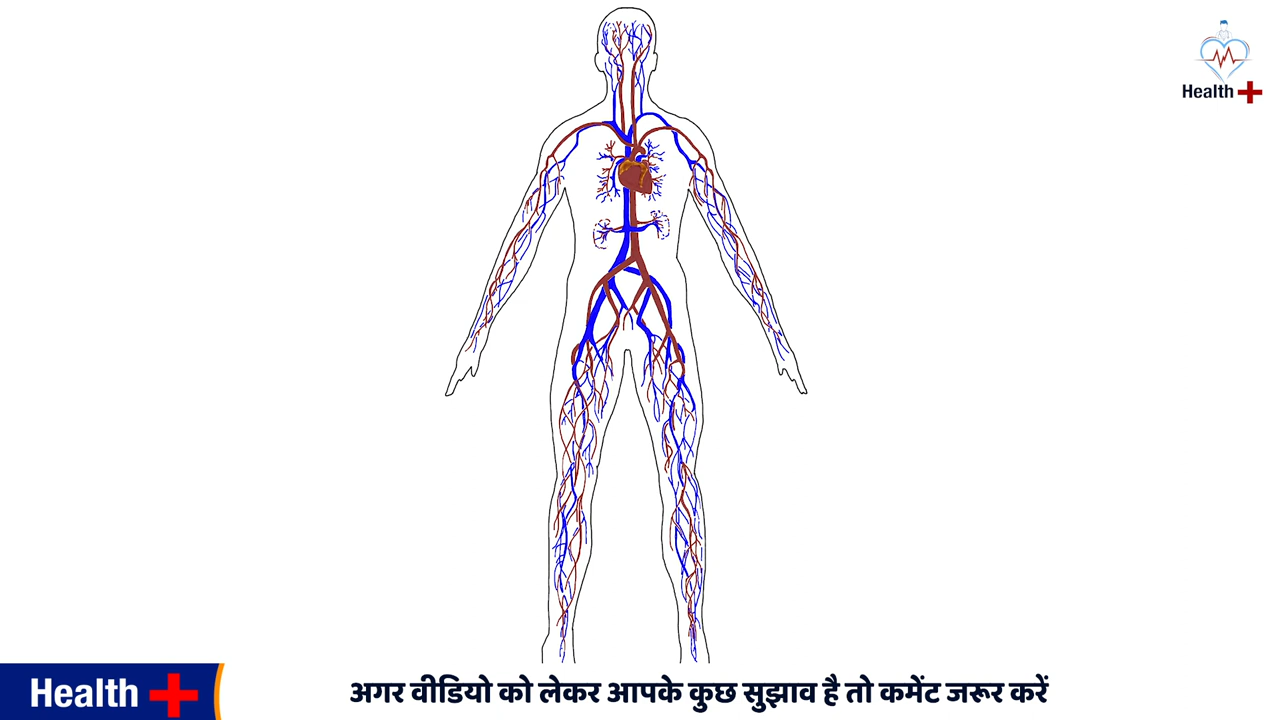 Health
Health
अगर वीडियो को लेकर आपके कुछ सुझाव है तो कमेंट जरूर करें